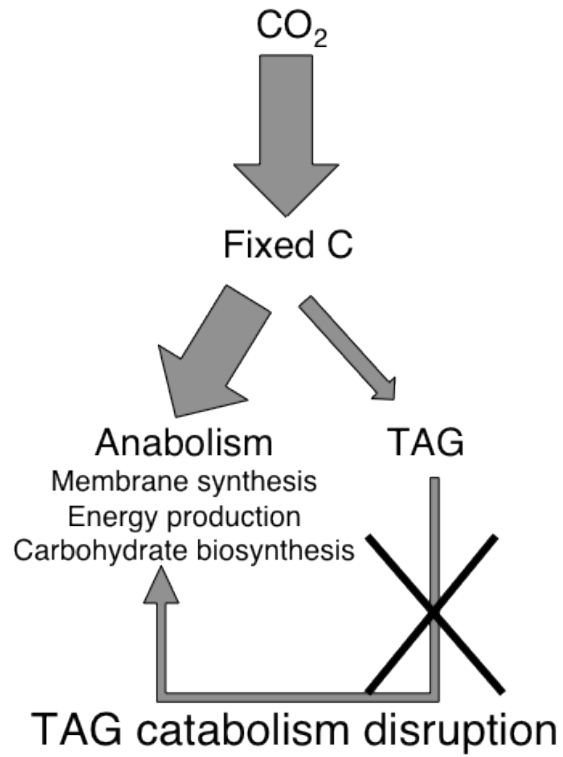 CO₂
Fixed C
Anabolism
Membrane synthesis
Energy production
Carbohydrate biosynthesis
TAG
TAG catabolism disruption